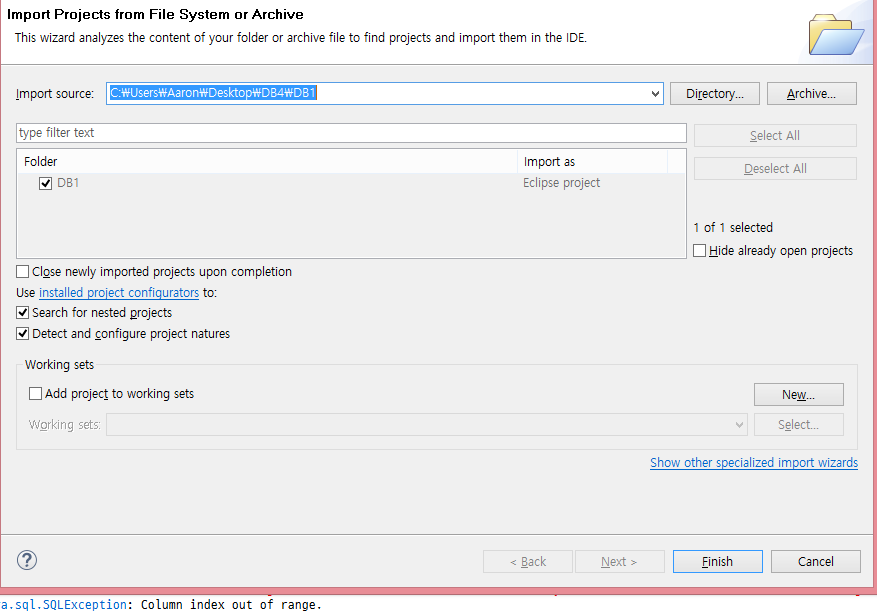 Import Projects from File System or Archive
This wizard analyzes the content of your folder or archive file to find projects and import them in the IDE.
Import source: C:₩Users₩Aaron₩Desktop₩DB4₩DB1 Directory... Archive...
type filter text
Select All
Folder Import as
Deselect All
DB1 Eclipse project
1 of 1 selected
Hide already open projects
Close newly imported projects upon completion
Use installed project configurators to:
Search for nested projects
Detect and configure project natures
Working sets
Add project to working sets New...
Working sets: Select...
Show other specialized import wizards
? < Back Next > Finish Cancel
a.sql.SQLException: Column index out of range.